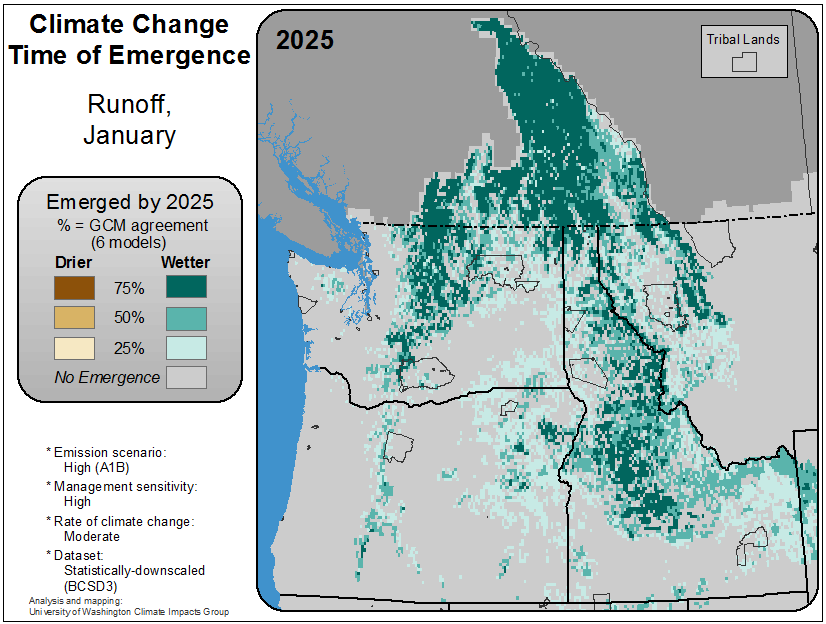 Climate Change
Time of Emergence
Runoff,
January
Emerged by 2025
% = GCM agreement
(6 models)
Drier Wetter
75%
50%
25%
No Emergence
* Emission scenario:
High (A1B)
* Management sensitivity:
High
* Rate of climate change:
Moderate
* Dataset:
Statistically-downscaled
(BCSD3)
Analysis and mapping:
University of Washington Climate Impacts Group
2025
Tribal Lands